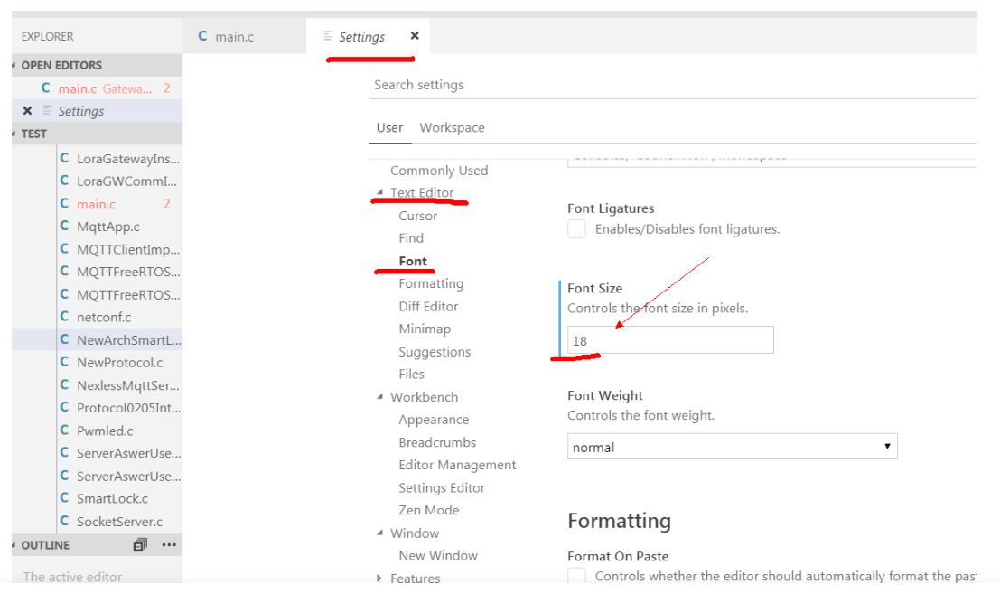 EXPLORER
C main.c
Settings ×
OPEN EDITORS
C main.c Gatewa... 2
× Settings
TEST
C LoraGatewayIns...
C LoraGWCommI...
C main.c 2
C MqttApp.c
C MQTTClientImp...
C MQTTFreeRTOS...
C MQTTFreeRTOS...
C netconf.c
C NewArchSmartL...
C NewProtocol.c
C NexlessMqttSer...
C Protocol0205Int...
C Pwmled.c
C ServerAswerUse...
C ServerAswerUse...
C SmartLock.c
C SocketServer.c
OUTLINE ...
The active editor
Search settings
User Workspace
Commonly Used
Text Editor
Cursor
Find
Font
Formatting
Diff Editor
Minimap
Suggestions
Files
Workbench
Appearance
Breadcrumbs
Editor Management
Settings Editor
Zen Mode
Window
New Window
Features
Font Ligatures
Enables/Disables font ligatures.
Font Size
Controls the font size in pixels.
18
Font Weight
Controls the font weight.
normal
Formatting
Format On Paste
Controls whether the editor should automatically format the pas